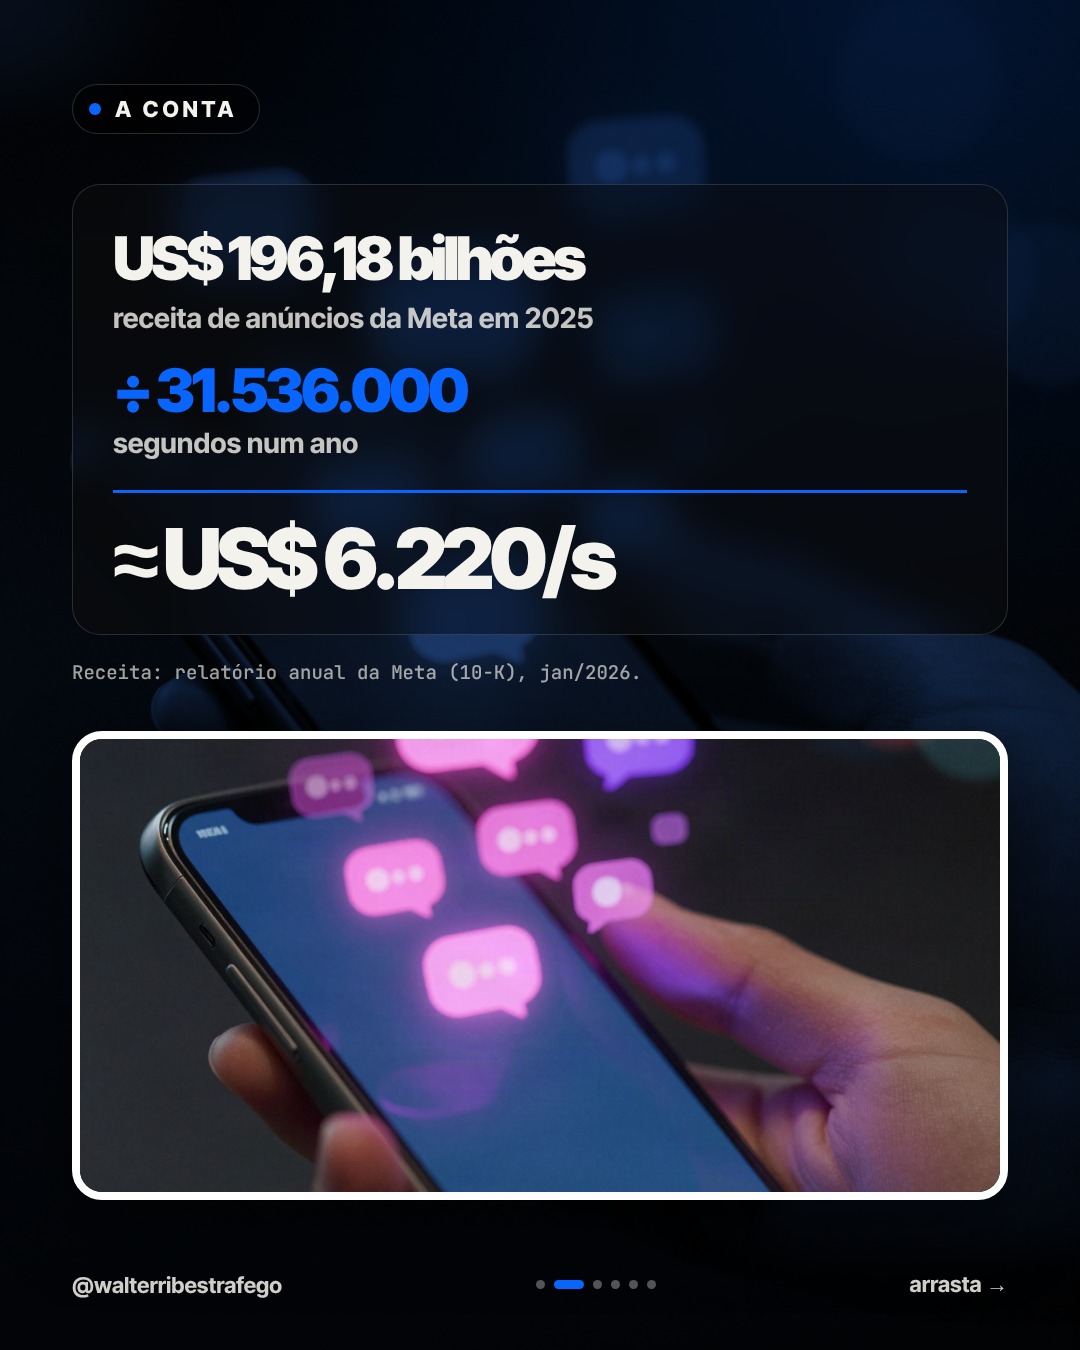 A CONTA
US$ 196,18 bilhões
receita de anúncios da Meta em 2025
÷ 31.536.000
segundos num ano
≈ US$ 6.220/s
Receita: relatório anual da Meta (10-K), jan/2026.
@walterribestrafego
arrasta →